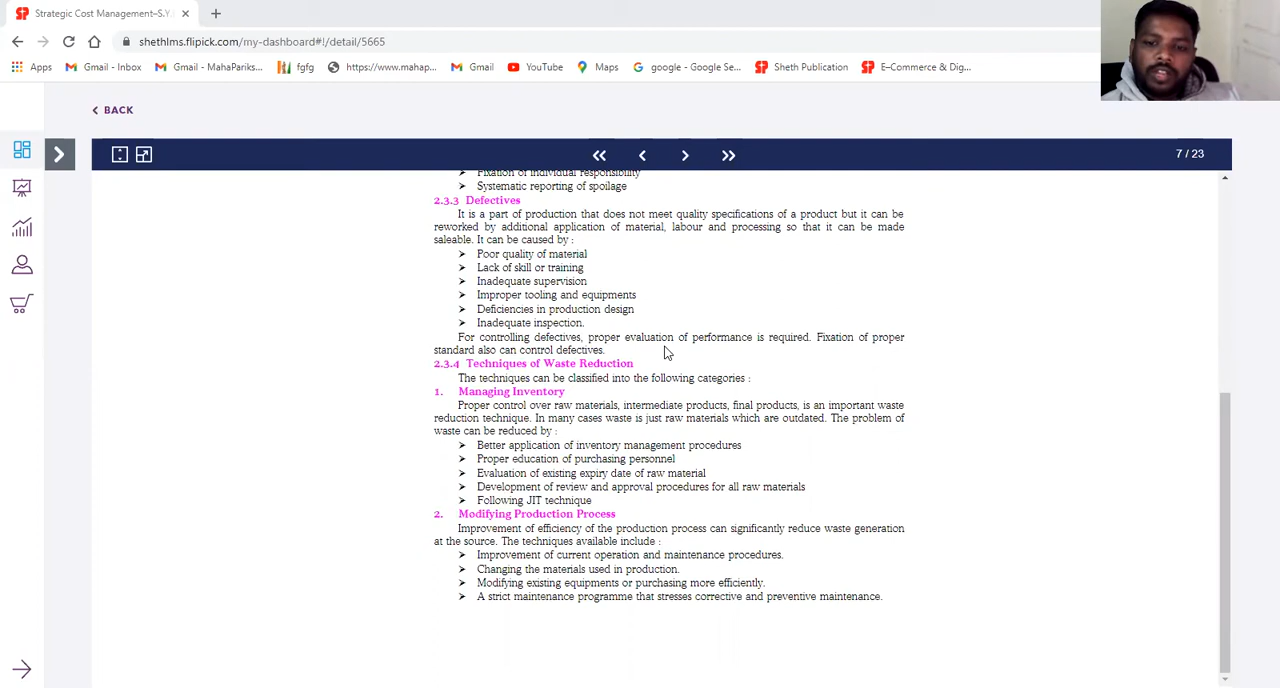 Strategic Cost Management–S.Y.
shethlms.flipick.com/my-dashboard#!/detail/5665
Apps
Gmail - Inbox
Gmail - MahaPariks...
fgfg
https://www.mahap...
Gmail
YouTube
Maps
google - Google Se...
Sheth Publication
E-Commerce & Dig...
BACK
7 / 23
Fixation of individual responsibility
➤ Systematic reporting of spoilage
2.3.3 Defectives
It is a part of production that does not meet quality specifications of a product but it can be
reworked by additional application of material, labour and processing so that it can be made
saleable. It can be caused by :
➤ Poor quality of material
➤ Lack of skill or training
➤ Inadequate supervision
➤ Improper tooling and equipments
➤ Deficiencies in production design
➤ Inadequate inspection.
For controlling defectives, proper evaluation of performance is required. Fixation of proper
standard also can control defectives.
2.3.4 Techniques of Waste Reduction
The techniques can be classified into the following categories :
1. Managing Inventory
Proper control over raw materials, intermediate products, final products, is an important waste
reduction technique. In many cases waste is just raw materials which are outdated. The problem of
waste can be reduced by :
➤ Better application of inventory management procedures
➤ Proper education of purchasing personnel
➤ Evaluation of existing expiry date of raw material
➤ Development of review and approval procedures for all raw materials
➤ Following JIT technique
2. Modifying Production Process
Improvement of efficiency of the production process can significantly reduce waste generation
at the source. The techniques available include :
➤ Improvement of current operation and maintenance procedures.
➤ Changing the materials used in production.
➤ Modifying existing equipments or purchasing more efficiently.
➤ A strict maintenance programme that stresses corrective and preventive maintenance.